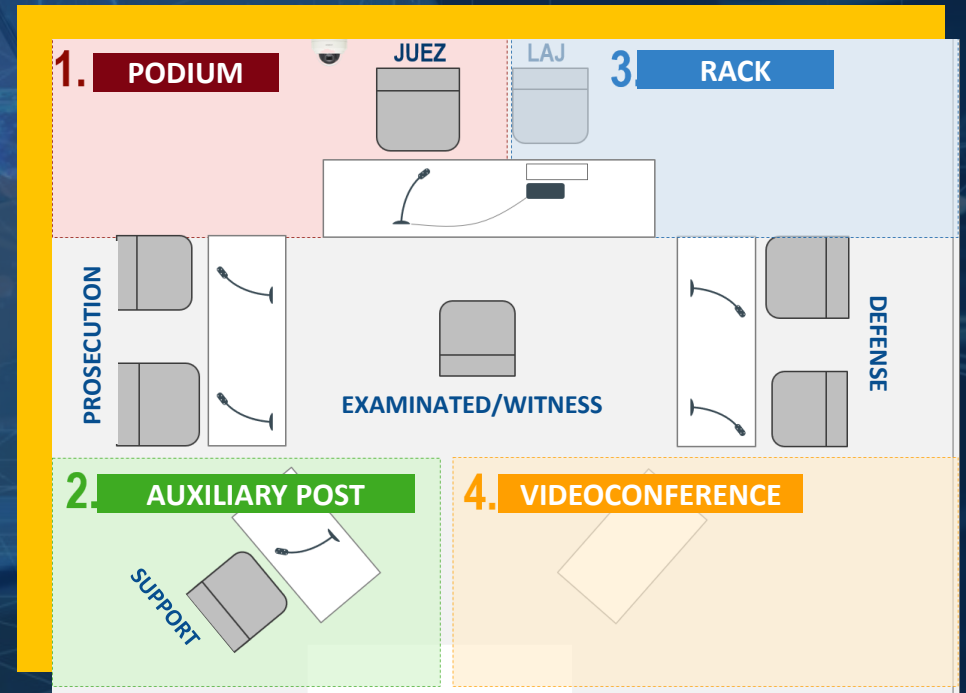 1. PODIUM
JUEZ
LAJ
3. RACK
PROSECUTION
DEFENSE
EXAMINATED/WITNESS
2. AUXILIARY POST
4. VIDEOCONFERENCE
SUPPORT